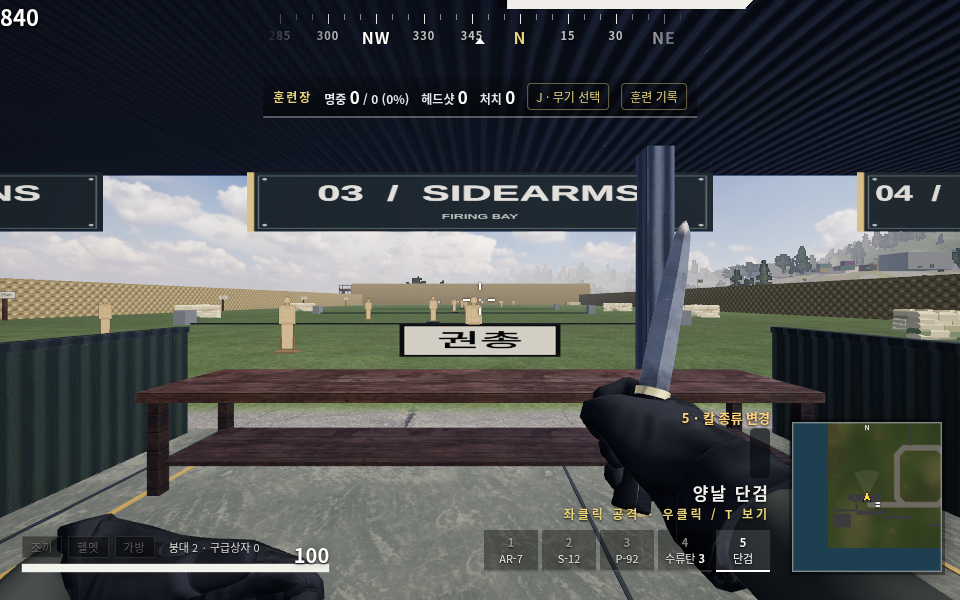 840
285 300 NW 330 345 N 15 30 NE
훈련장 명중 0 / 0 (0%) 헤드샷 0 처치 0 J · 무기 선택 훈련 기록
NS
03 / SIDEARMS
FIRING BAY
04 /
권총
5 · 칼 종류 변경
N
양날 단검
좌클릭 공격 · 우클릭 / T 보기
조끼 헬멧 가방 붕대 2 · 구급상자 0 100
1 2 3 4 5
AR-7 S-12 P-92 수류탄 3 단검